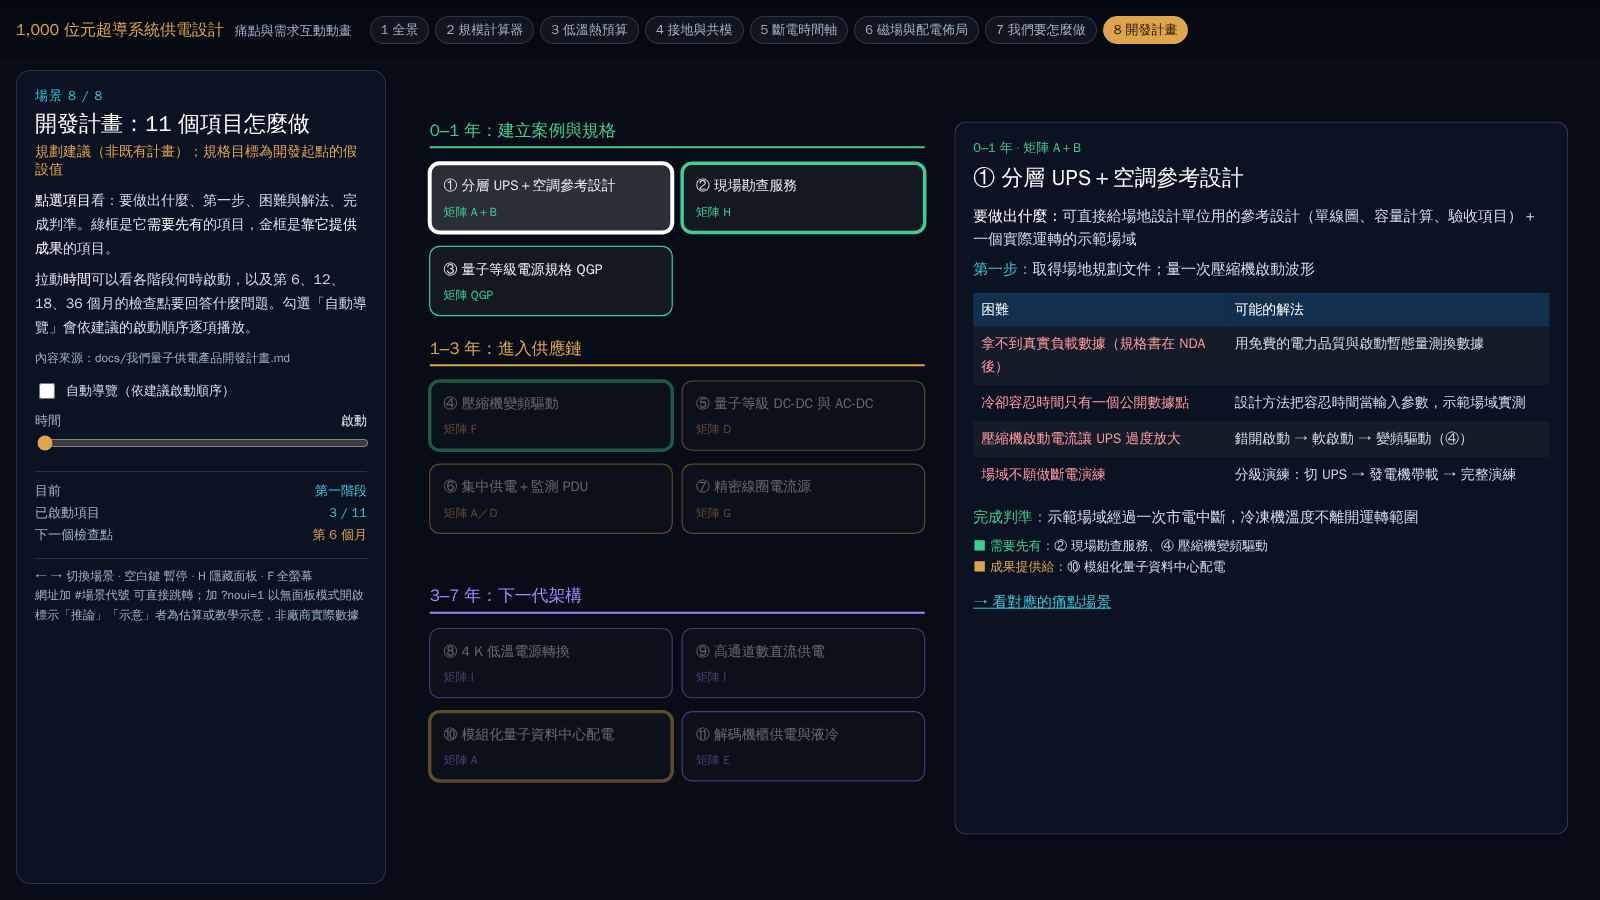 1,000 位元超導系統供電設計 痛點與需求互動動畫 1 全景 2 規模計算器 3 低溫熱預算 4 接地與共模 5 斷電時間軸 6 磁場與配電佈局 7 我們要怎麼做 8 開發計畫
場景 8 / 8
開發計畫：11 個項目怎麼做
規劃建議（非既有計畫）；規格目標為開發起點的假
設值
點選項目看：要做出什麼、第一步、困難與解法、完
成判準。綠框是它需要先有的項目，金框是靠它提供
成果的項目。
拉動時間可以看各階段何時啟動，以及第 6、12、
18、36 個月的檢查點要回答什麼問題。勾選「自動導
覽」會依建議的啟動順序逐項播放。
內容來源：docs/我們量子供電產品開發計畫.md
自動導覽（依建議啟動順序）
時間 啟動
目前 第一階段
已啟動項目 3 / 11
下一個檢查點 第 6 個月
← → 切換場景 · 空白鍵 暫停 · H 隱藏面板 · F 全螢幕
網址加 #場景代號 可直接跳轉；加 ?noui=1 以無面板模式開啟
標示「推論」「示意」者為估算或教學示意，非廠商實際數據
0–1 年：建立案例與規格
① 分層 UPS＋空調參考設計
矩陣 A＋B
② 現場勘查服務
矩陣 H
③ 量子等級電源規格 QGP
矩陣 QGP
1–3 年：進入供應鏈
④ 壓縮機變頻驅動
矩陣 F
⑤ 量子等級 DC-DC 與 AC-DC
矩陣 D
⑥ 集中供電＋監測 PDU
矩陣 A／D
⑦ 精密線圈電流源
矩陣 G
3–7 年：下一代架構
⑧ 4 K 低溫電源轉換
矩陣 I
⑨ 高通道數直流供電
矩陣 I
⑩ 模組化量子資料中心配電
矩陣 A
⑪ 解碼機櫃供電與液冷
矩陣 E
0–1 年 · 矩陣 A＋B
① 分層 UPS＋空調參考設計
要做出什麼：可直接給場地設計單位用的參考設計（單線圖、容量計算、驗收項目）＋
一個實際運轉的示範場域
第一步：取得場地規劃文件；量一次壓縮機啟動波形
困難 可能的解法
拿不到真實負載數據（規格書在 NDA
後）
用免費的電力品質與啟動暫態量測換數據
冷卻容忍時間只有一個公開數據點 設計方法把容忍時間當輸入參數，示範場域實測
壓縮機啟動電流讓 UPS 過度放大 錯開啟動 → 軟啟動 → 變頻驅動（④）
場域不願做斷電演練 分級演練：切 UPS → 發電機帶載 → 完整演練
完成判準：示範場域經過一次市電中斷，冷凍機溫度不離開運轉範圍
■ 需要先有：② 現場勘查服務、④ 壓縮機變頻驅動
■ 成果提供給：⑩ 模組化量子資料中心配電
→ 看對應的痛點場景